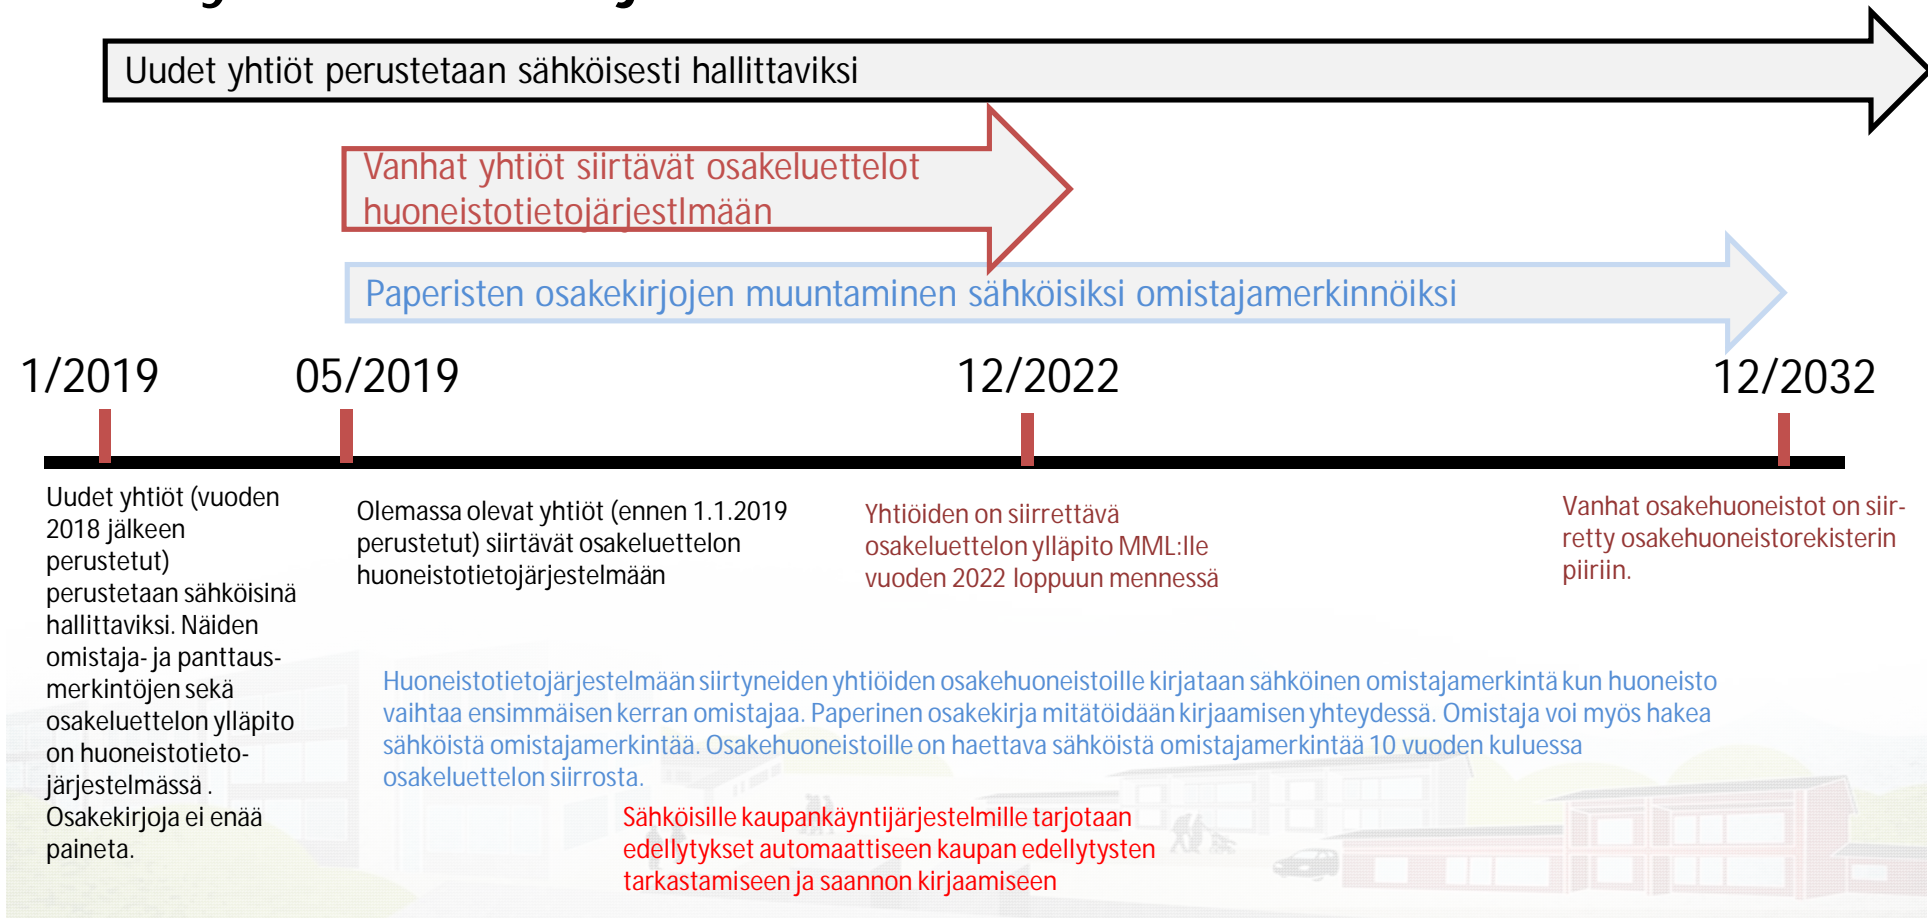 Uudet yhtiöt perustetaan sähköisesti hallittaviksi
Vanhat yhtiöt siirtävät osakeluettelot
huoneistotietojärjestlmään
Paperisten osakekirjojen muuntaminen sähköisiksi omistajamerkinnöiksi
1/2019
05/2019
12/2022
12/2032
Uudet yhtiöt (vuoden
2018 jälkeen
perustetut)
perustetaan sähköisinä
hallittaviksi. Näiden
omistaja- ja panttaus-
merkintöjen sekä
osakeluettelon ylläpito
on huoneistotieto-
järjestelmässä .
Osakekirjoja ei enää
paineta.
Olemassa olevat yhtiöt (ennen 1.1.2019
perustetut) siirtävät osakeluettelon
huoneistotietojärjestelmään
Yhtiöiden on siirrettävä
osakeluettelon ylläpito MML:lle
vuoden 2022 loppuun mennessä
Vanhat osakehuoneistot on siir-
retty osakehuoneistorekisterin
piiriin.
Huoneistotietojärjestelmään siirtyneiden yhtiöiden osakehuoneistoille kirjataan sähköinen omistajamerkintä kun huoneisto
vaihtaa ensimmäisen kerran omistajaa. Paperinen osakekirja mitätöidään kirjaamisen yhteydessä. Omistaja voi myös hakea
sähköistä omistajamerkintää. Osakehuoneistoille on haettava sähköistä omistajamerkintää 10 vuoden kuluessa
osakeluettelon siirrosta.
Sähköisille kaupankäyntijärjestelmille tarjotaan
edellytykset automaattiseen kaupan edellytysten
tarkastamiseen ja saannon kirjaamiseen